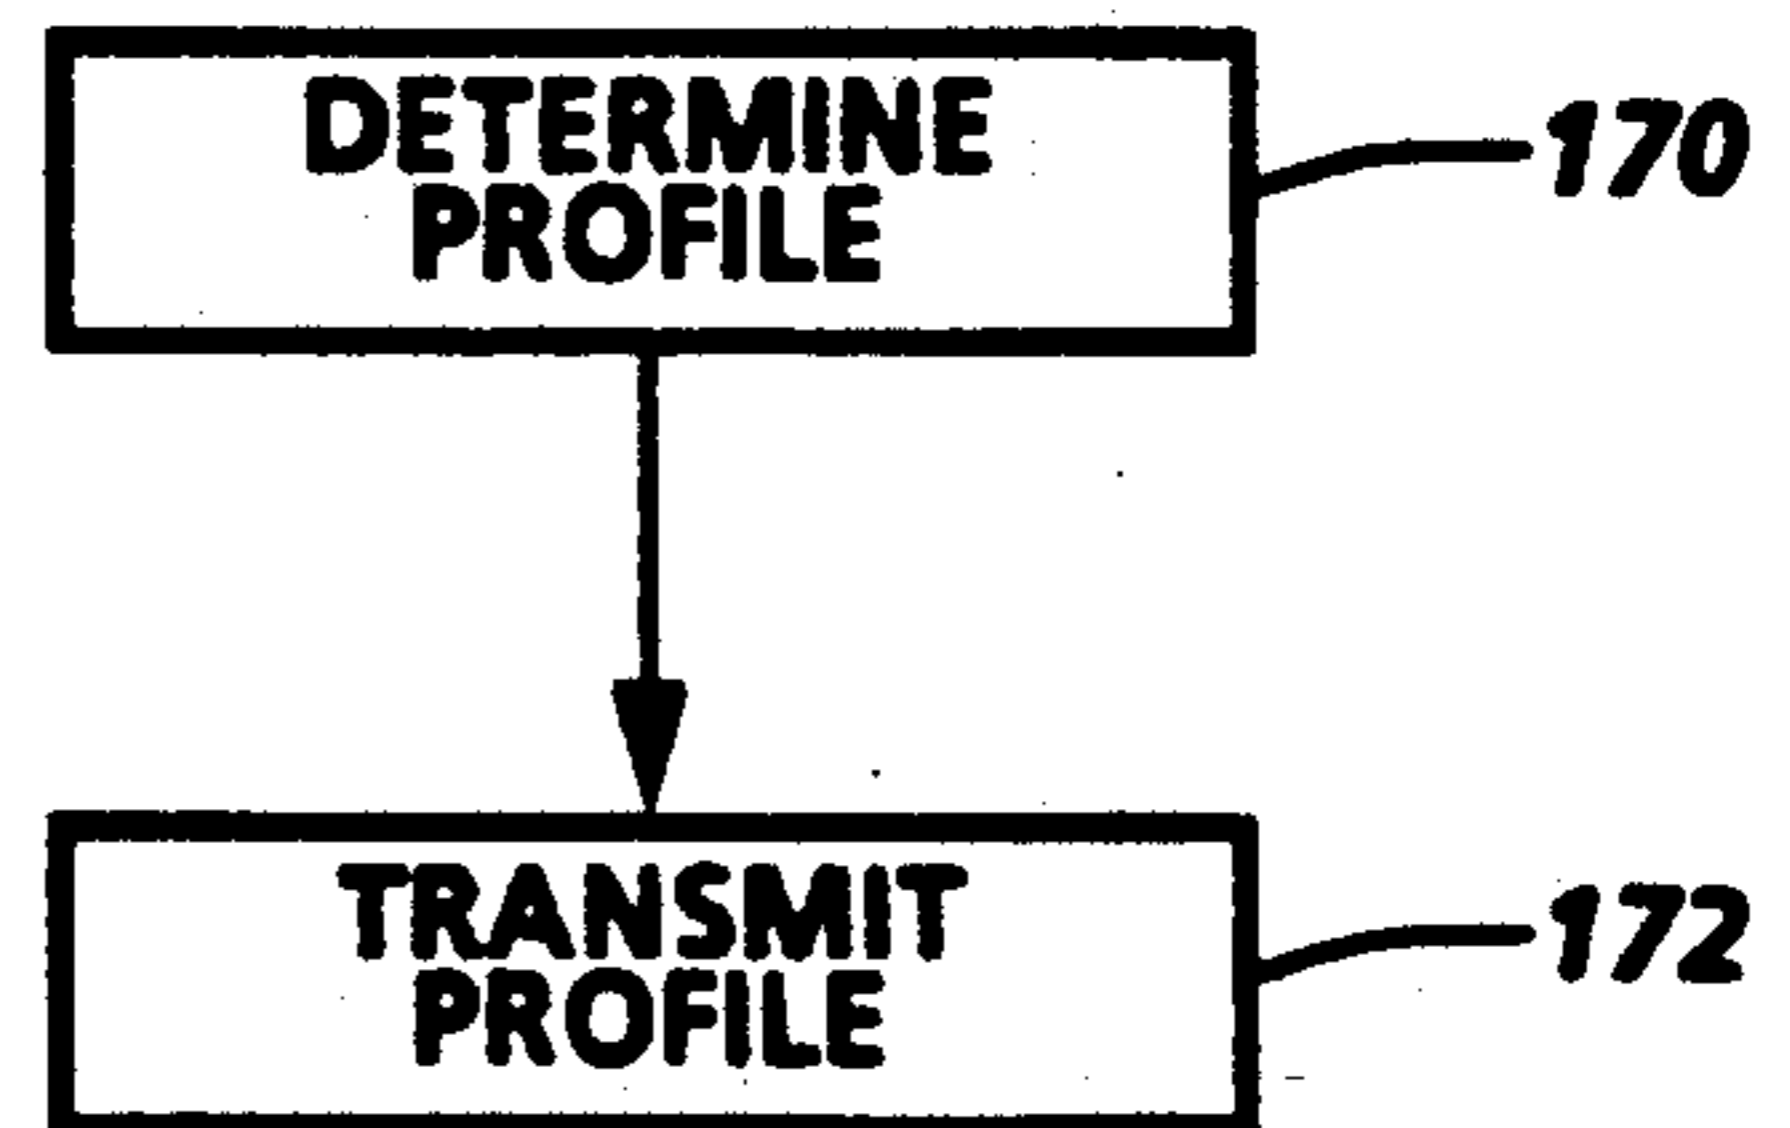 DETERMINE
PROFILE
170
TRANSMIT
PROFILE
172